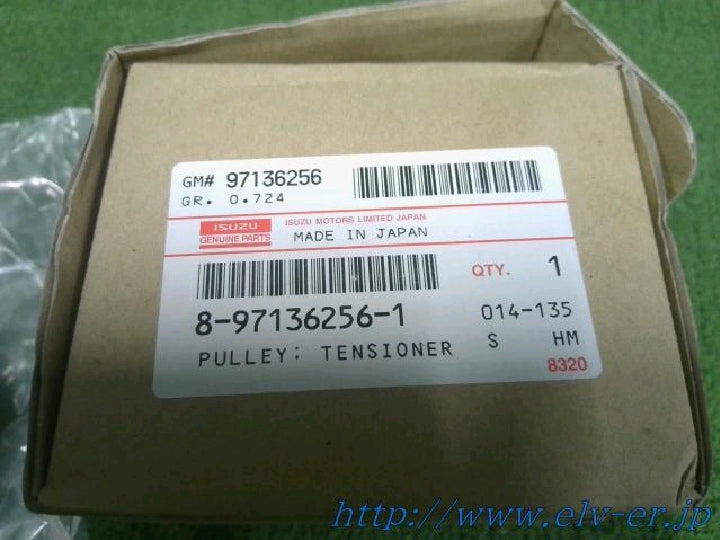 GM# 97136256
GR. 0.724
ISUZU
GENUINE PARTS
ISUZU MOTORS LIMITED JAPAN
MADE IN JAPAN
QTY. 1
8-97136256-1
014-135
PULLEY; TENSIONER
S HM
8320
http://www.elv-er.jp